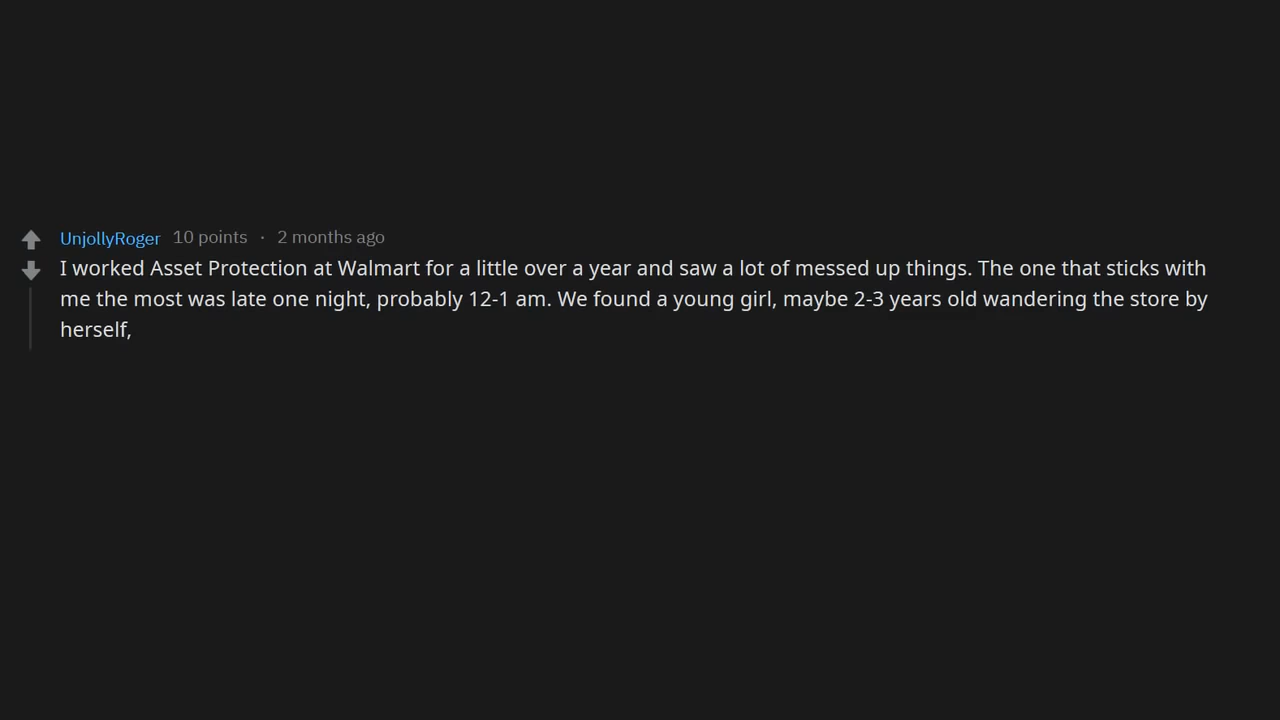 UnjollyRoger 10 points · 2 months ago
I worked Asset Protection at Walmart for a little over a year and saw a lot of messed up things. The one that sticks with
me the most was late one night, probably 12-1 am. We found a young girl, maybe 2-3 years old wandering the store by
herself,